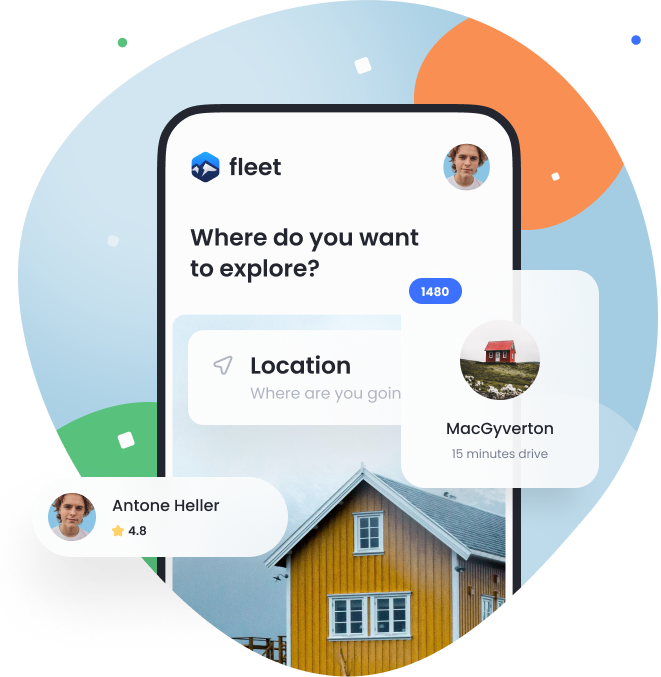 fleet
Where do you want
to explore?
1480
Location
Where are you goin
MacGyverton
15 minutes drive
Antone Heller
4.8